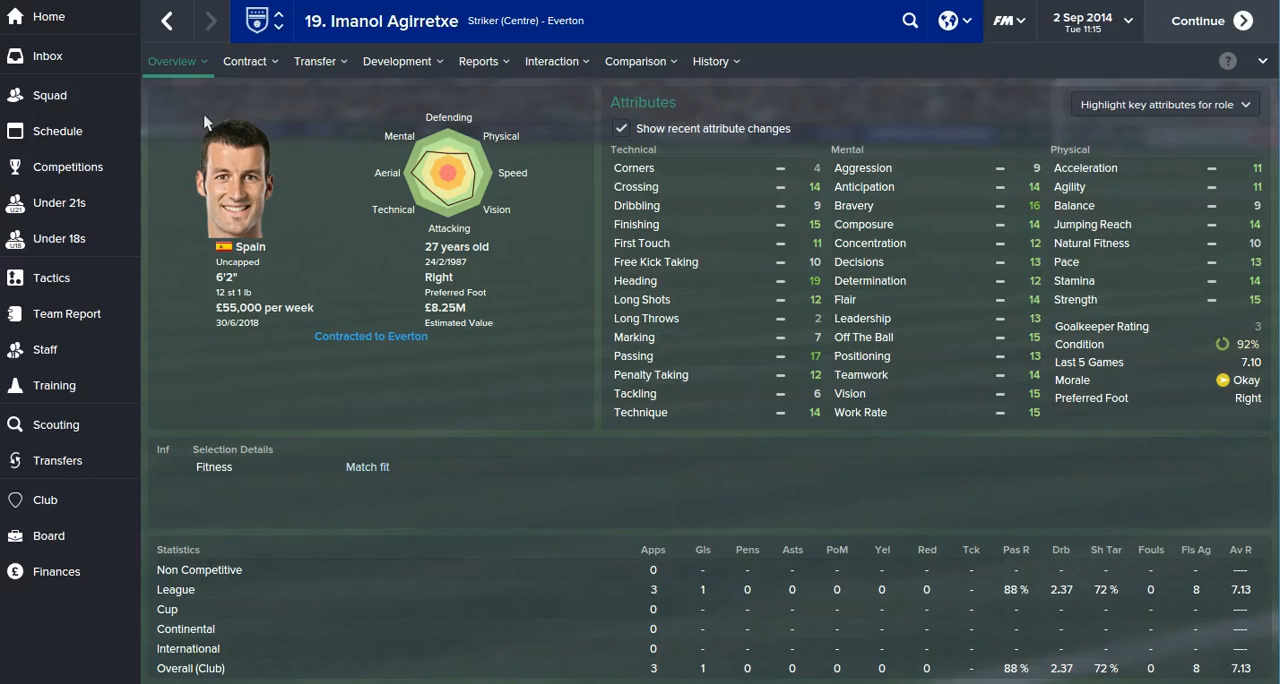 Home
19. Imanol Agirretxe Striker (Centre) - Everton
FM
2 Sep 2014
Tue 11:15
Continue
Inbox
Squad
Schedule
Competitions
Under 21s
U21
Under 18s
U18
Tactics
Team Report
Staff
Training
Scouting
Transfers
Club
Board
Finances
Overview Contract Transfer Development Reports Interaction Comparison History ?
Defending
Mental Physical
Aerial Speed
Technical Vision
Attacking
Spain
Uncapped
6'2"
12 st 1 lb
£55,000 per week
30/6/2018
27 years old
24/2/1987
Right
Preferred Foot
£8.25M
Estimated Value
Contracted to Everton
Attributes
Highlight key attributes for role
Show recent attribute changes
Technical
Corners - 4
Crossing - 14
Dribbling - 9
Finishing - 15
First Touch - 11
Free Kick Taking - 10
Heading - 19
Long Shots - 12
Long Throws - 2
Marking - 7
Passing - 17
Penalty Taking - 12
Tackling - 6
Technique - 14
Mental
Aggression - 9
Anticipation - 14
Bravery - 16
Composure - 14
Concentration - 12
Decisions - 13
Determination - 12
Flair - 14
Leadership - 13
Off The Ball - 15
Positioning - 13
Teamwork - 14
Vision - 15
Work Rate - 15
Physical
Acceleration - 11
Agility - 11
Balance - 9
Jumping Reach - 14
Natural Fitness - 10
Pace - 13
Stamina - 14
Strength - 15
Goalkeeper Rating 3
Condition 92%
Last 5 Games 7.10
Morale Okay
Preferred Foot Right
Inf Selection Details
Fitness Match fit
Statistics Apps Gls Pens Asts PoM Yel Red Tck Pas R Drb Sh Tar Fouls Fls Ag Av R
Non Competitive 0 - - - - - - - - - - - - ----
League 3 1 0 0 0 0 0 - 88 % 2.37 72 % 0 8 7.13
Cup 0 - - - - - - - - - - - - ----
Continental 0 - - - - - - - - - - - - ----
International 0 - - - - - - - - - - - - ----
Overall (Club) 3 1 0 0 0 0 0 - 88 % 2.37 72 % 0 8 7.13